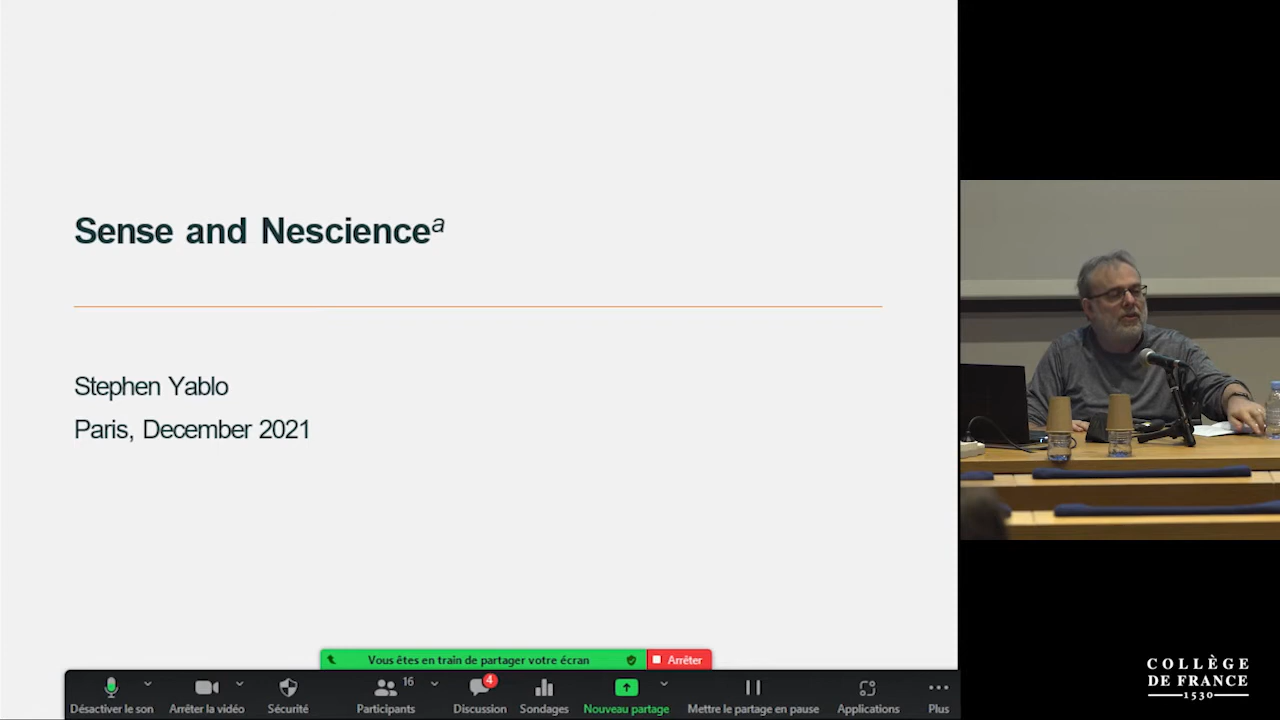 Sense and Nescience^a
Stephen Yablo
Paris, December 2021
Vous êtes en train de partager votre écran
Arrêter
16
4
Désactiver le son
Arrêter la vidéo
Sécurité
Participants
Discussion
Sondages
Nouveau partage
Mettre le partage en pause
Applications
Plus
COLLÈGE
DE FRANCE
1530